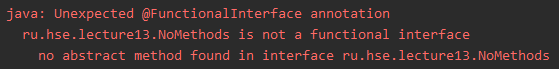 java: Unexpected @FunctionalInterface annotation
ru.hse.lecture13.NoMethods is not a functional interface
no abstract method found in interface ru.hse.lecture13.NoMethods